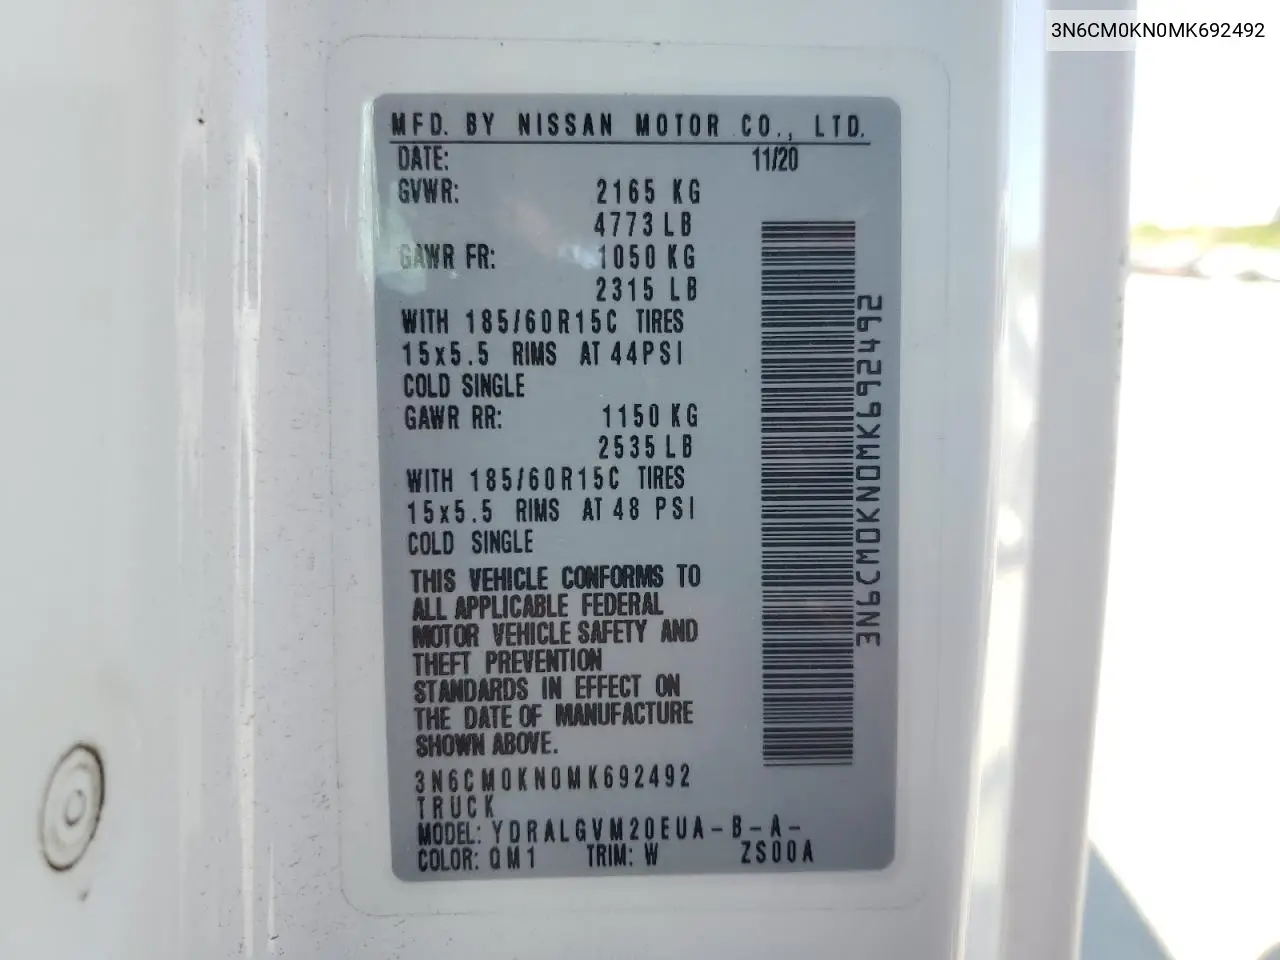 3N6CM0KN0MK692492
MFD. BY NISSAN MOTOR CO., LTD.
DATE: 11/20
GVWR: 2165 KG
4773 LB
GAWR FR: 1050 KG
2315 LB
WITH 185/60R15C TIRES
15x5.5 RIMS AT 44PSI
COLD SINGLE
GAWR RR: 1150 KG
2535 LB
WITH 185/60R15C TIRES
15x5.5 RIMS AT 48 PSI
COLD SINGLE
THIS VEHICLE CONFORMS TO
ALL APPLICABLE FEDERAL
MOTOR VEHICLE SAFETY AND
THEFT PREVENTION
STANDARDS IN EFFECT ON
THE DATE OF MANUFACTURE
SHOWN ABOVE.
3N6CM0KN0MK692492
TRUCK
MODEL: YDRALGVM20EUA-B-A-
COLOR: QM1 TRIM: W ZS00A
3N6CM0KN0MK692492